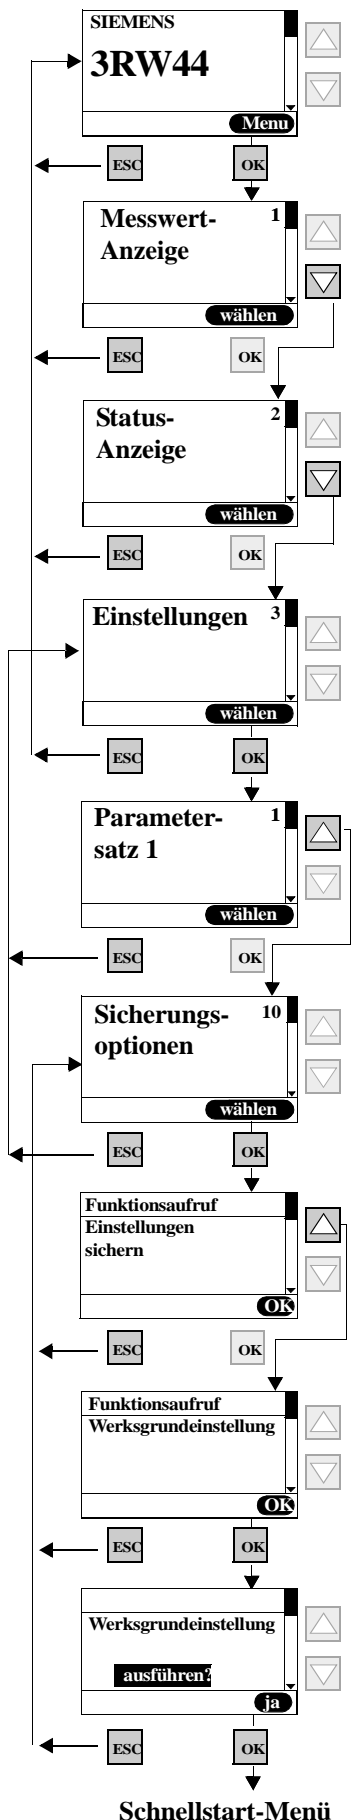 SIEMENS
3RW44
Menu
ESC OK
Messwert- 1
Anzeige
wählen
ESC OK
Status- 2
Anzeige
wählen
ESC OK
Einstellungen 3
wählen
ESC OK
Parameter- 1
satz 1
wählen
ESC OK
Sicherungs- 10
optionen
wählen
ESC OK
Funktionsaufruf
Einstellungen
sichern
OK
ESC OK
Funktionsaufruf
Werksgrundeinstellung
OK
ESC OK
Werksgrundeinstellung
ausführen?
ja
ESC OK
Schnellstart-Menü